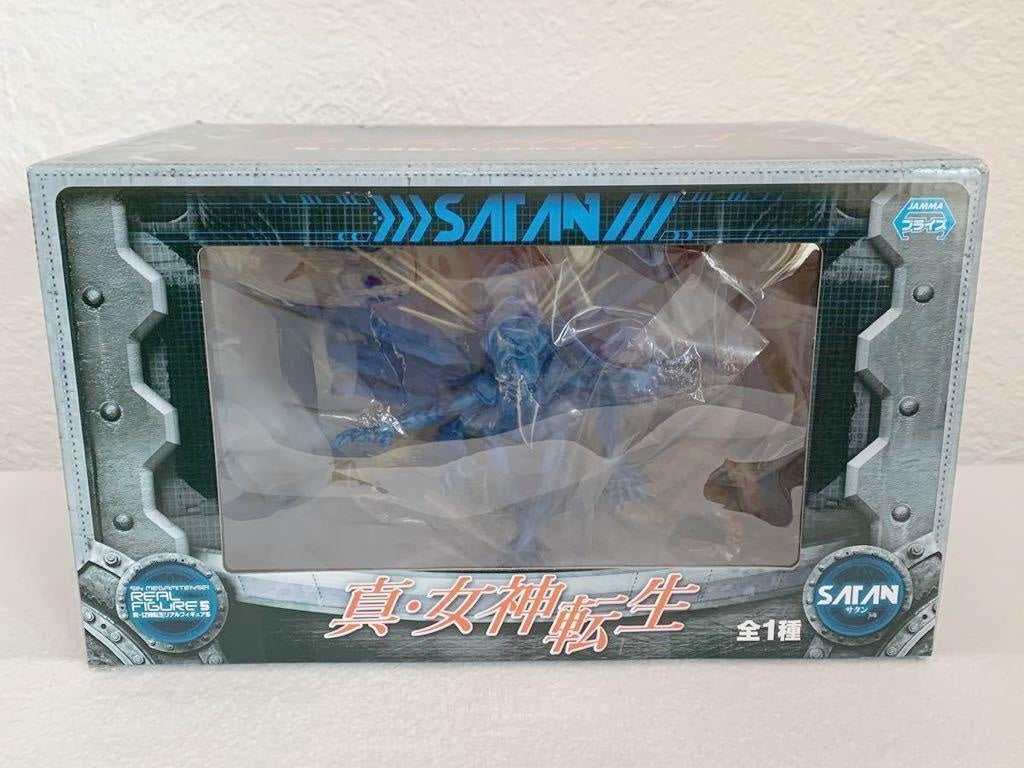 SATAN
JAMMA
プライズ
SIN MEGAMITENSEI
REAL
FIGURE 5
真・女神転生リアルフィギュア5
真・女神転生
全1種
SATAN
サタン